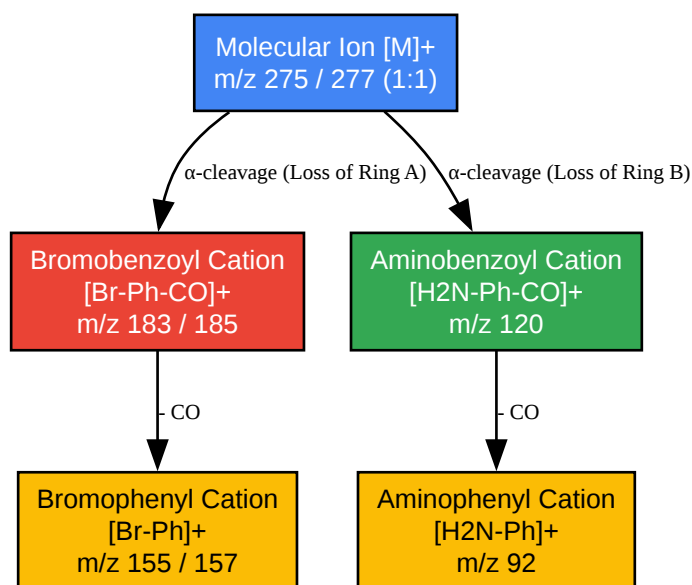 Molecular Ion [M]+
m/z 275 / 277 (1:1)
α-cleavage (Loss of Ring A)
α-cleavage (Loss of Ring B)
Bromobenzoyl Cation
[Br-Ph-CO]+
m/z 183 / 185
Aminobenzoyl Cation
[H2N-Ph-CO]+
m/z 120
- CO
- CO
Bromophenyl Cation
[Br-Ph]+
m/z 155 / 157
Aminophenyl Cation
[H2N-Ph]+
m/z 92